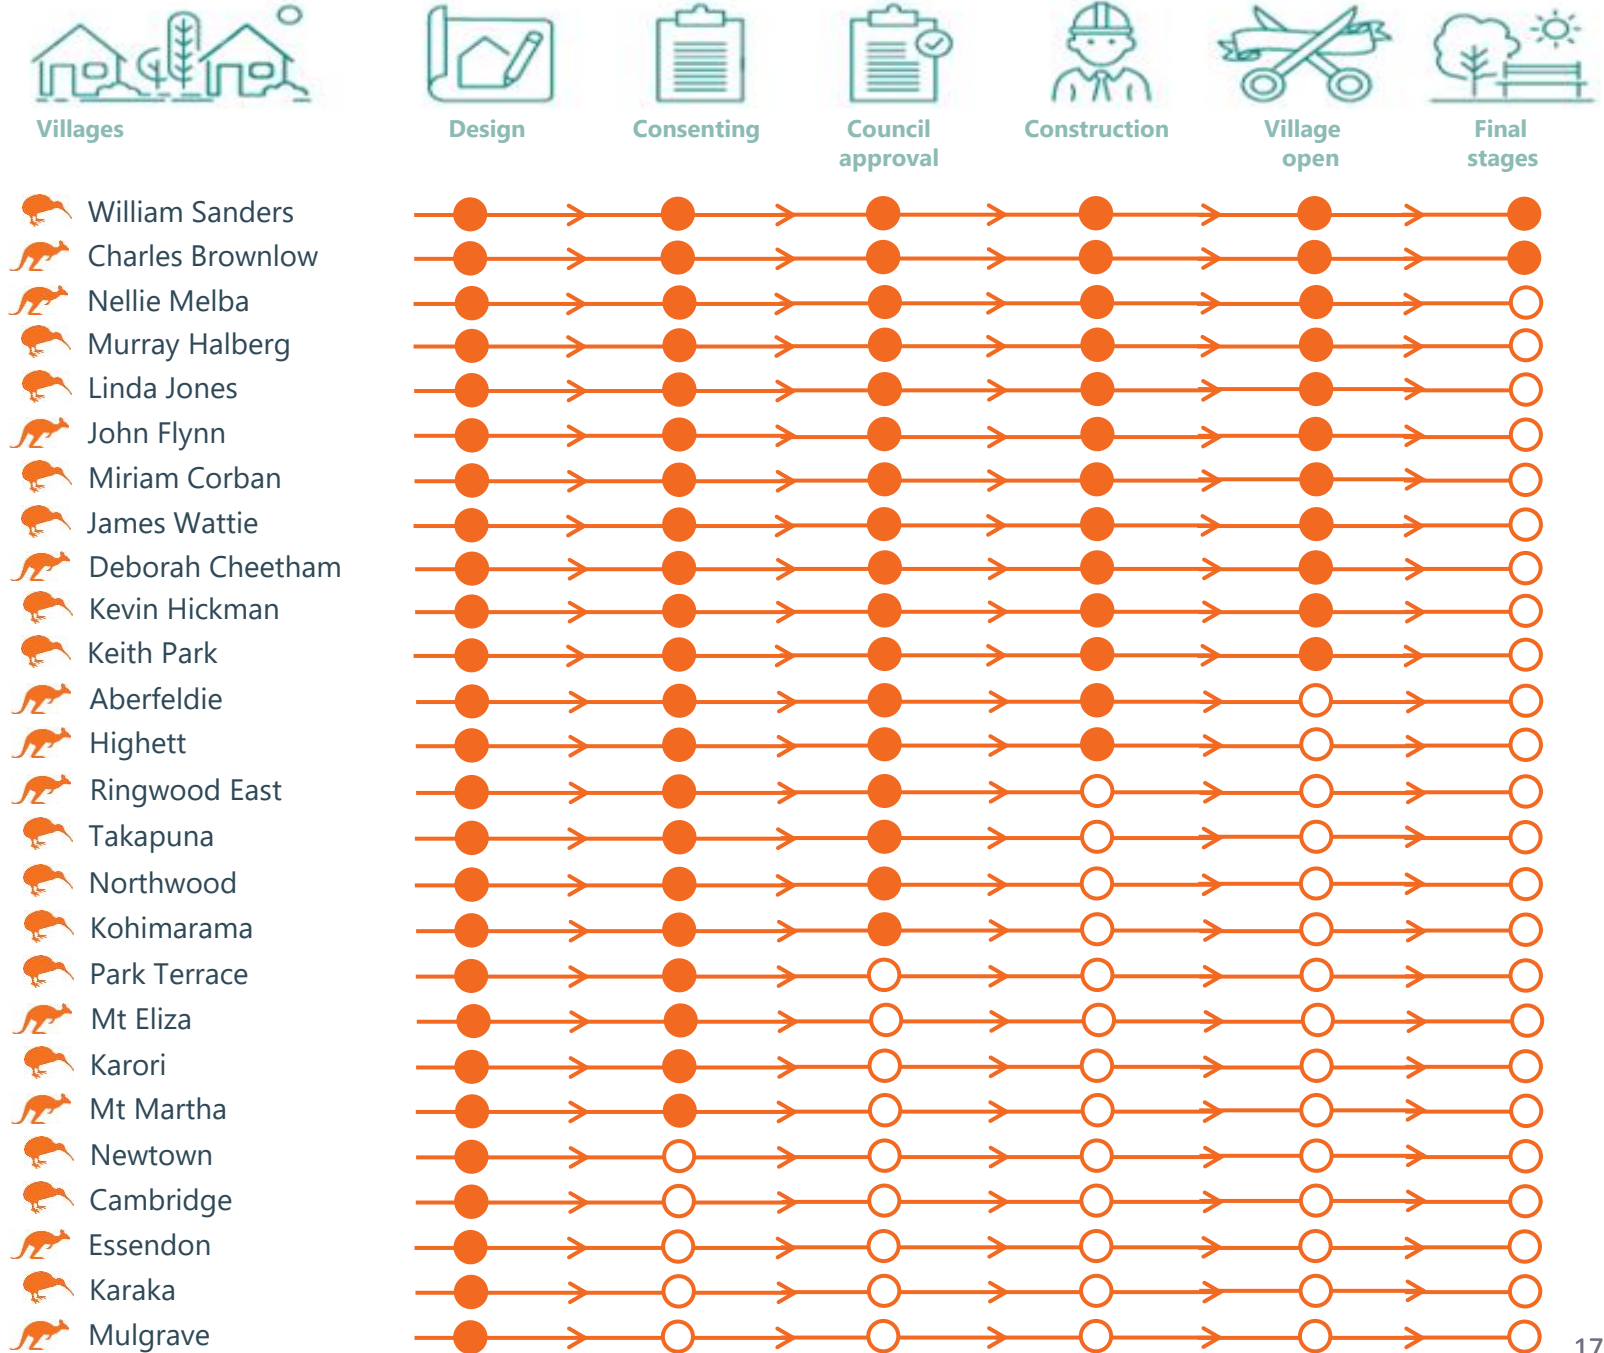 Villages
Design
Consenting
Council
approval
Construction
Village
open
Final
stages
William Sanders
Charles Brownlow
Nellie Melba
Murray Halberg
Linda Jones
John Flynn
Miriam Corban
James Wattie
Deborah Cheetham
Kevin Hickman
Keith Park
Aberfeldie
Highett
Ringwood East
Takapuna
Northwood
Kohimarama
Park Terrace
Mt Eliza
Karori
Mt Martha
Newtown
Cambridge
Essendon
Karaka
Mulgrave
17